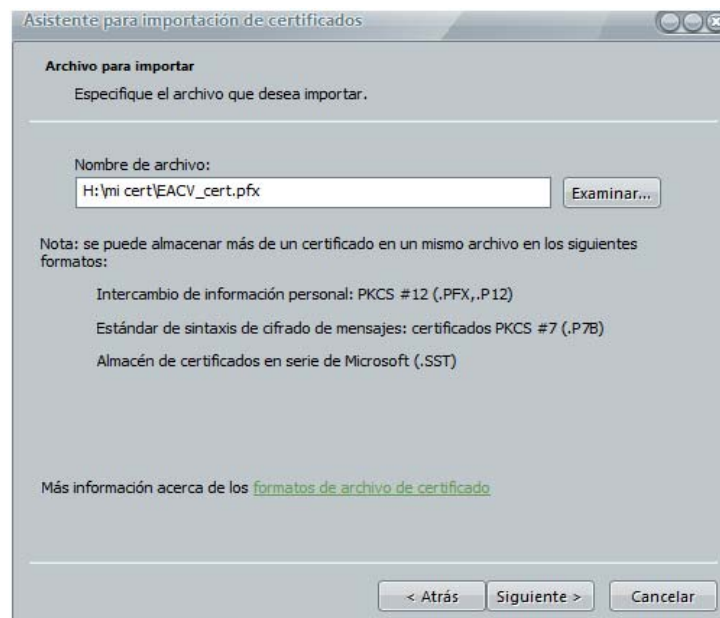 Asistente para importación de certificados
Archivo para importar
Especifique el archivo que desea importar.
Nombre de archivo:
H:\mi cert\EACV_cert.pfx
Examinar...
Nota: se puede almacenar más de un certificado en un mismo archivo en los siguientes
formatos:
Intercambio de información personal: PKCS #12 (.PFX,.P12)
Estándar de sintaxis de cifrado de mensajes: certificados PKCS #7 (.P7B)
Almacén de certificados en serie de Microsoft (.SST)
Más información acerca de los formatos de archivo de certificado
< Atrás
Siguiente >
Cancelar